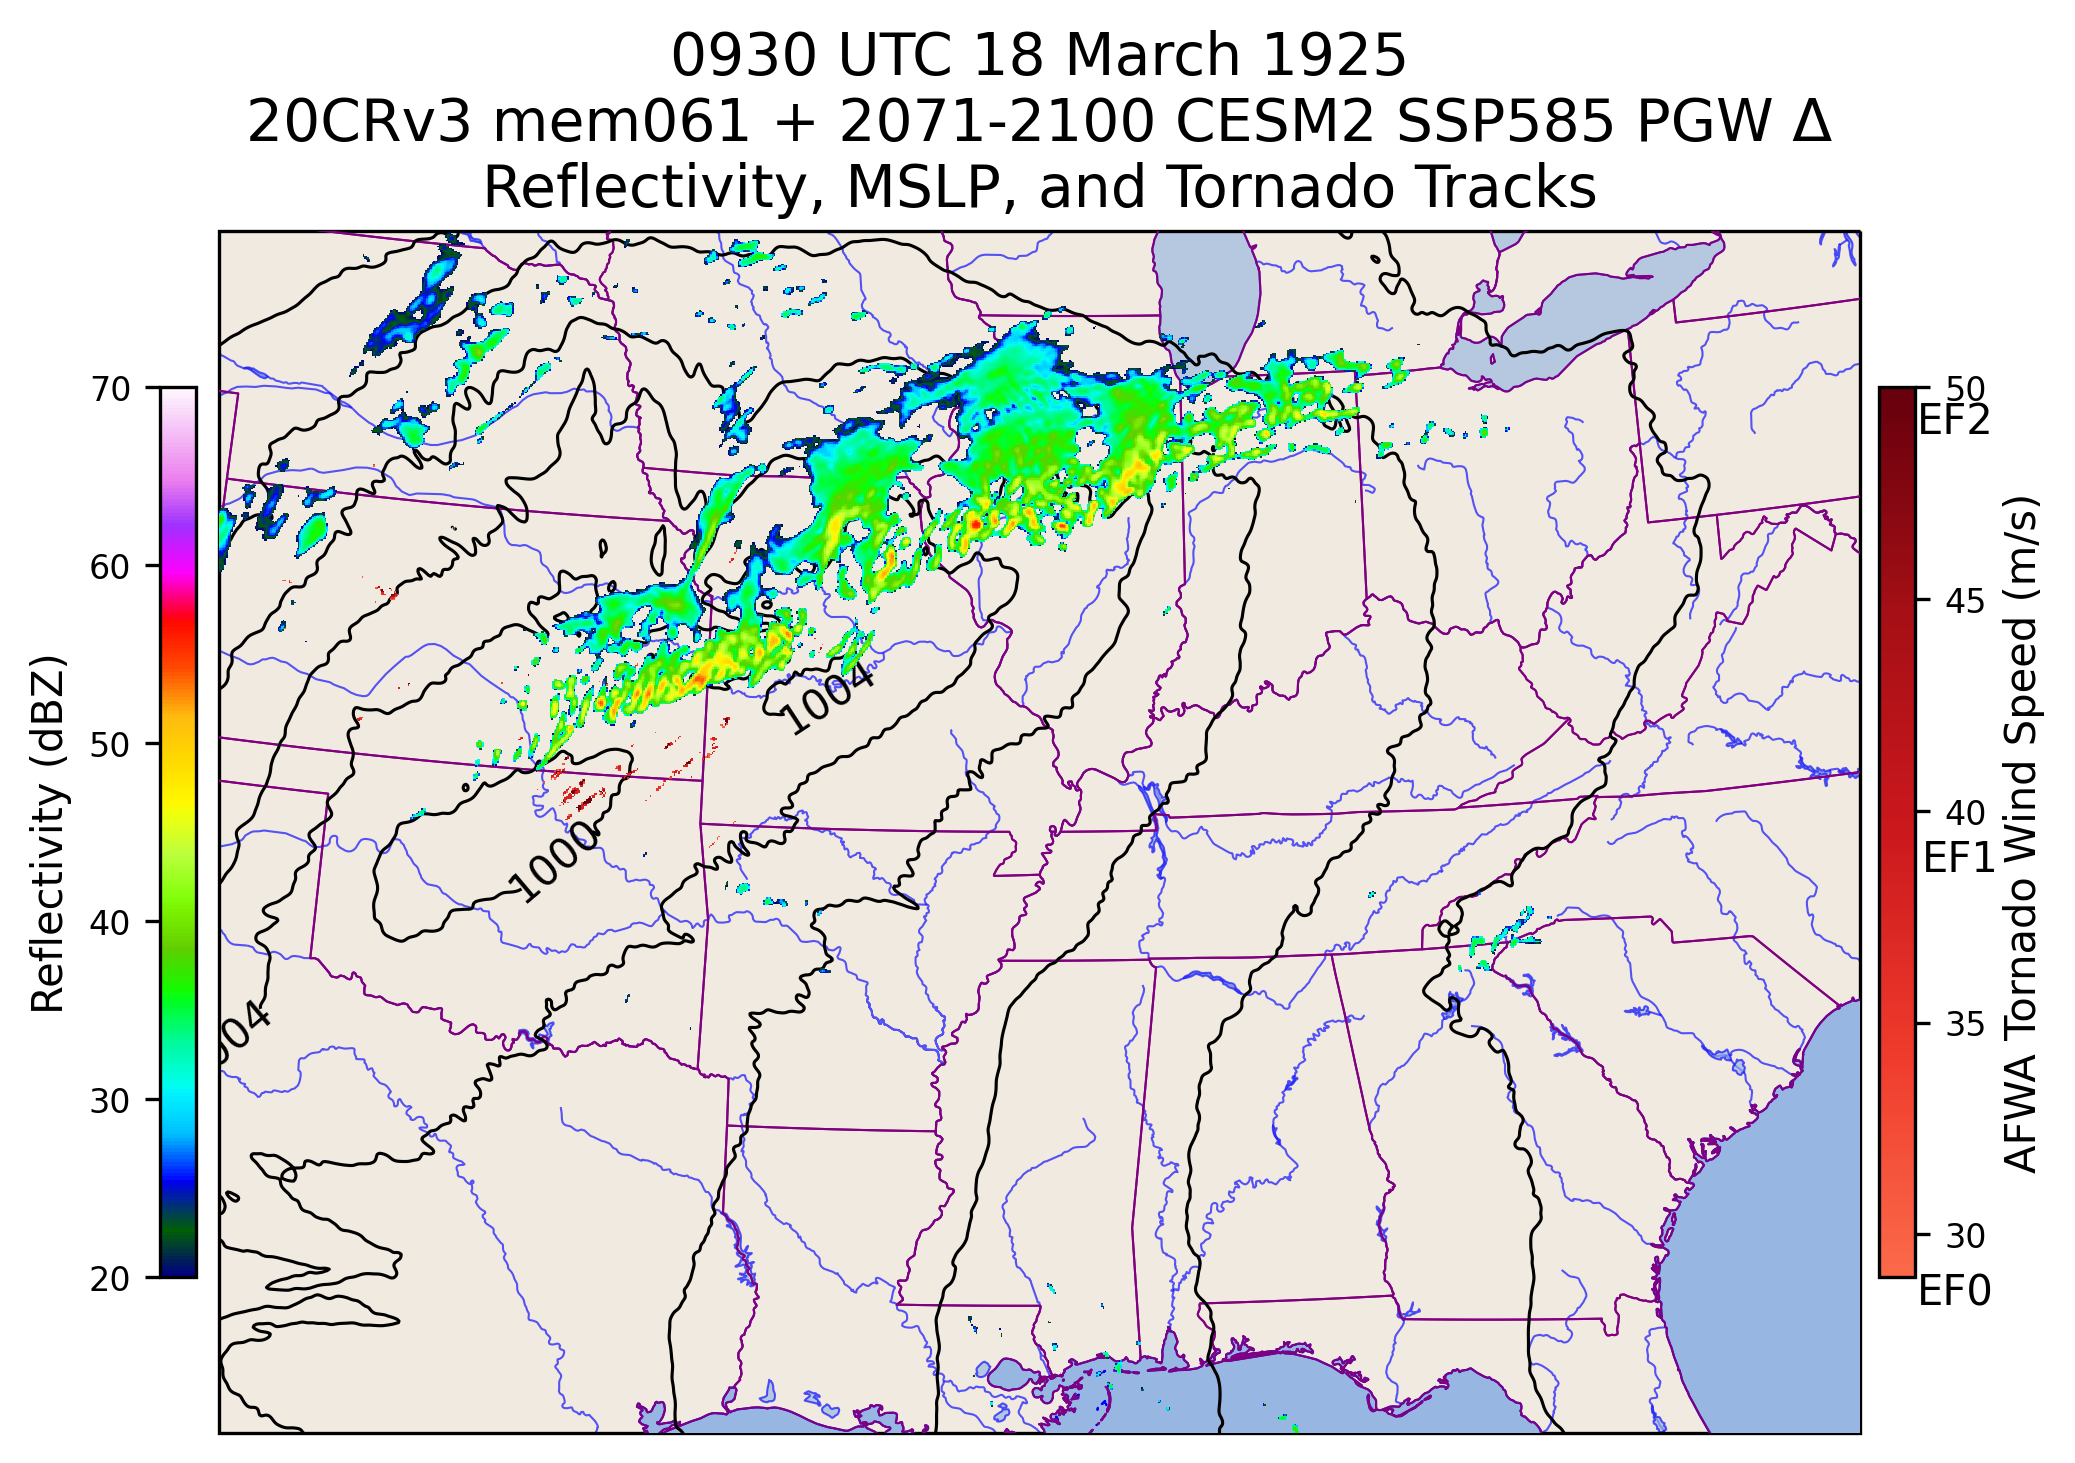 0930 UTC 18 March 1925
20CRv3 mem061 + 2071-2100 CESM2 SSP585 PGW Δ
Reflectivity, MSLP, and Tornado Tracks
70
60
50
40
30
20
Reflectivity (dBZ)
1004
1000
004
50
EF2
45
40
EF1
35
30
EF0
AFWA Tornado Wind Speed (m/s)